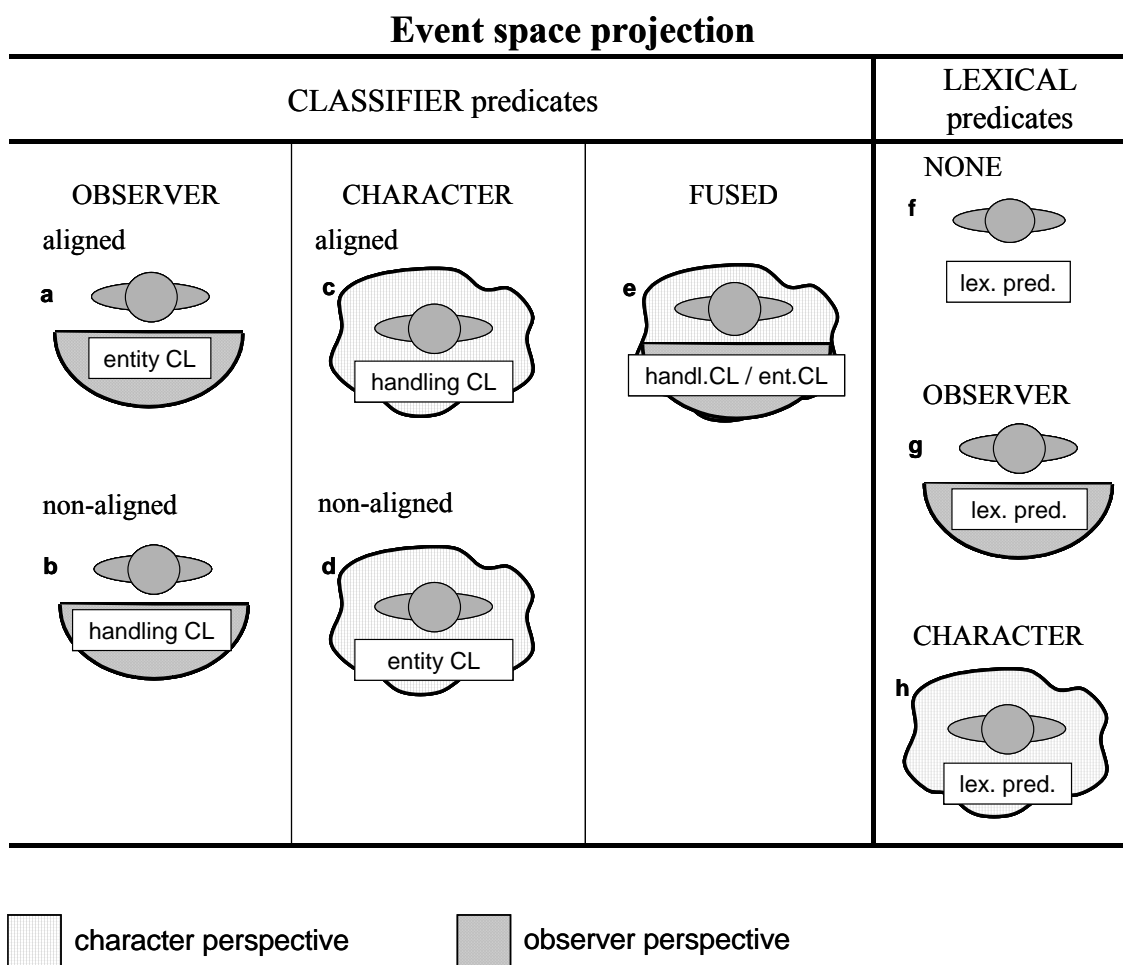 Event space projection
CLASSIFIER predicates
LEXICAL
predicates
OBSERVER
aligned
a
entity CL
non-aligned
b
handling CL
CHARACTER
aligned
c
handling CL
non-aligned
d
entity CL
FUSED
e
handl.CL / ent.CL
NONE
f
lex. pred.
OBSERVER
g
lex. pred.
CHARACTER
h
lex. pred.
character perspective
observer perspective